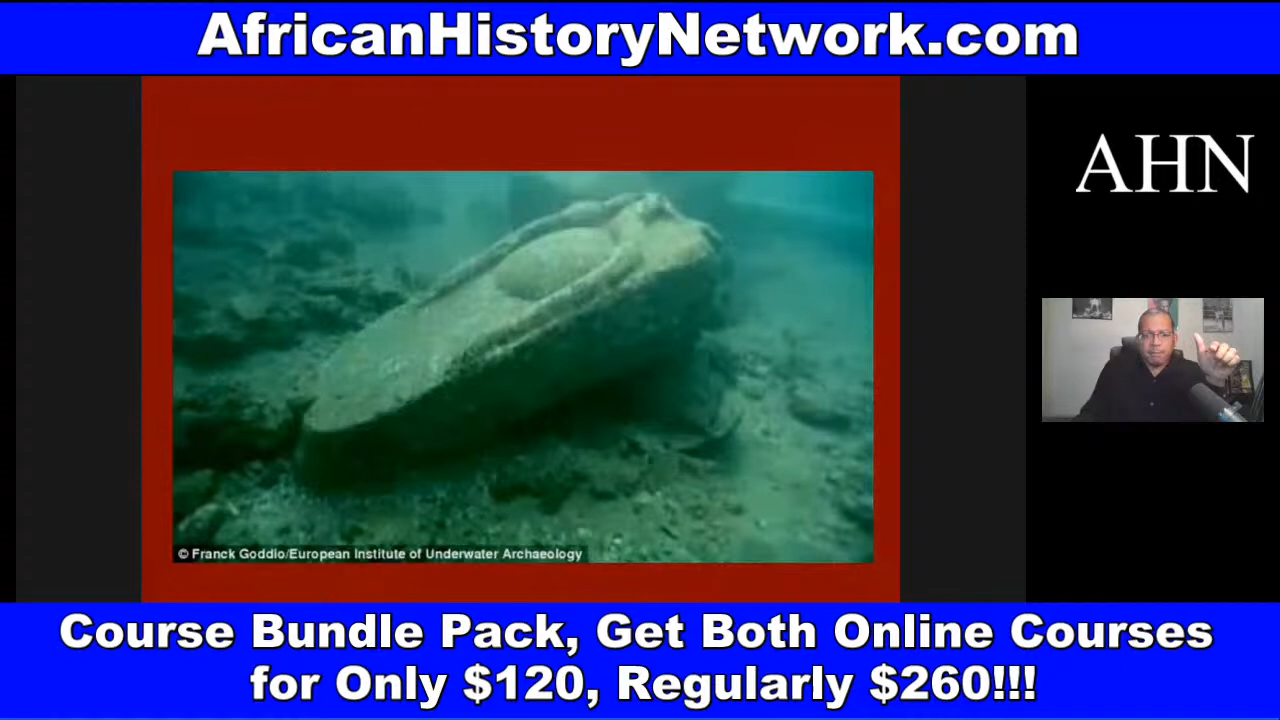 AfricanHistoryNetwork.com
AHN
© Franck Goddio/European Institute of Underwater Archaeology
Course Bundle Pack, Get Both Online Courses
for Only $120, Regularly $260!!!